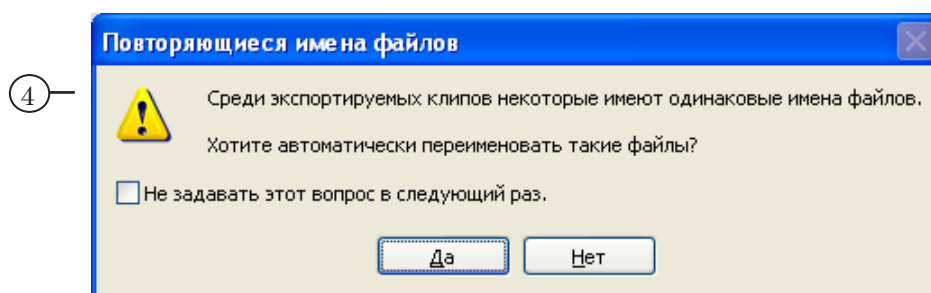 Повторяющиеся имена файлов
4
Среди экспортируемых клипов некоторые имеют одинаковые имена файлов.
Хотите автоматически переименовать такие файлы?
Не задавать этот вопрос в следующий раз.
Да Нет